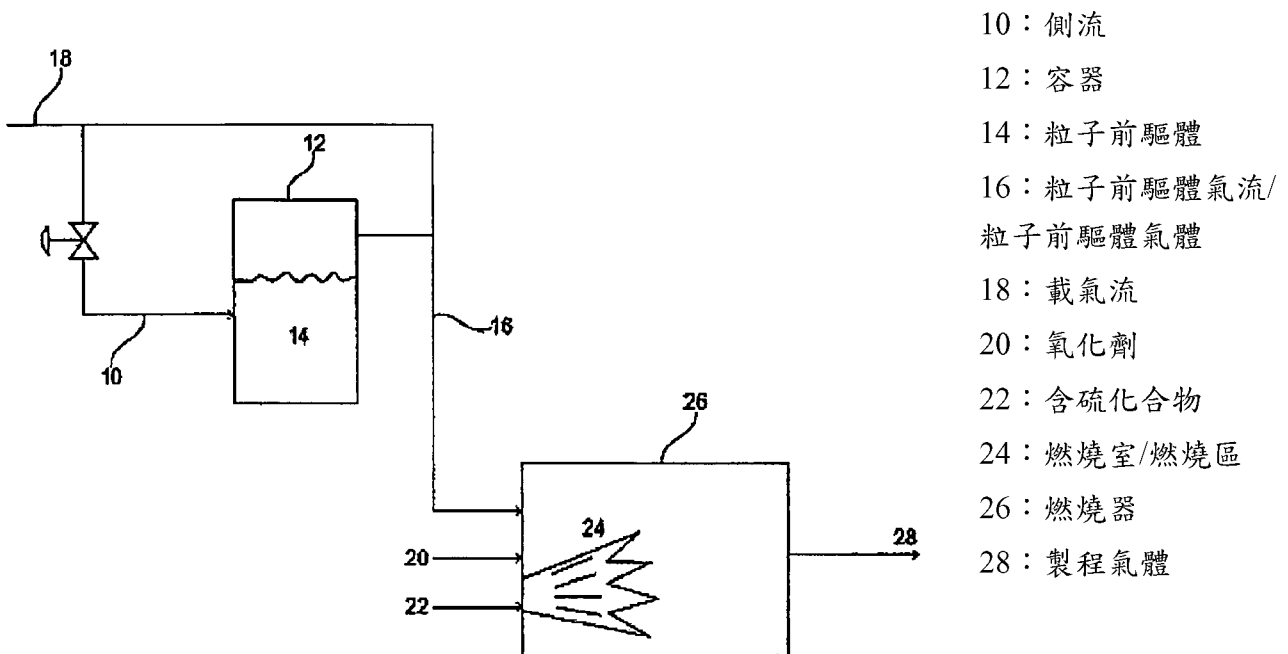 18
12
14
16
10
26
24
20
22
28
10：側流
12：容器
14：粒子前驅體
16：粒子前驅體氣流/
粒子前驅體氣體
18：載氣流
20：氧化劑
22：含硫化合物
24：燃燒室/燃燒區
26：燃燒器
28：製程氣體